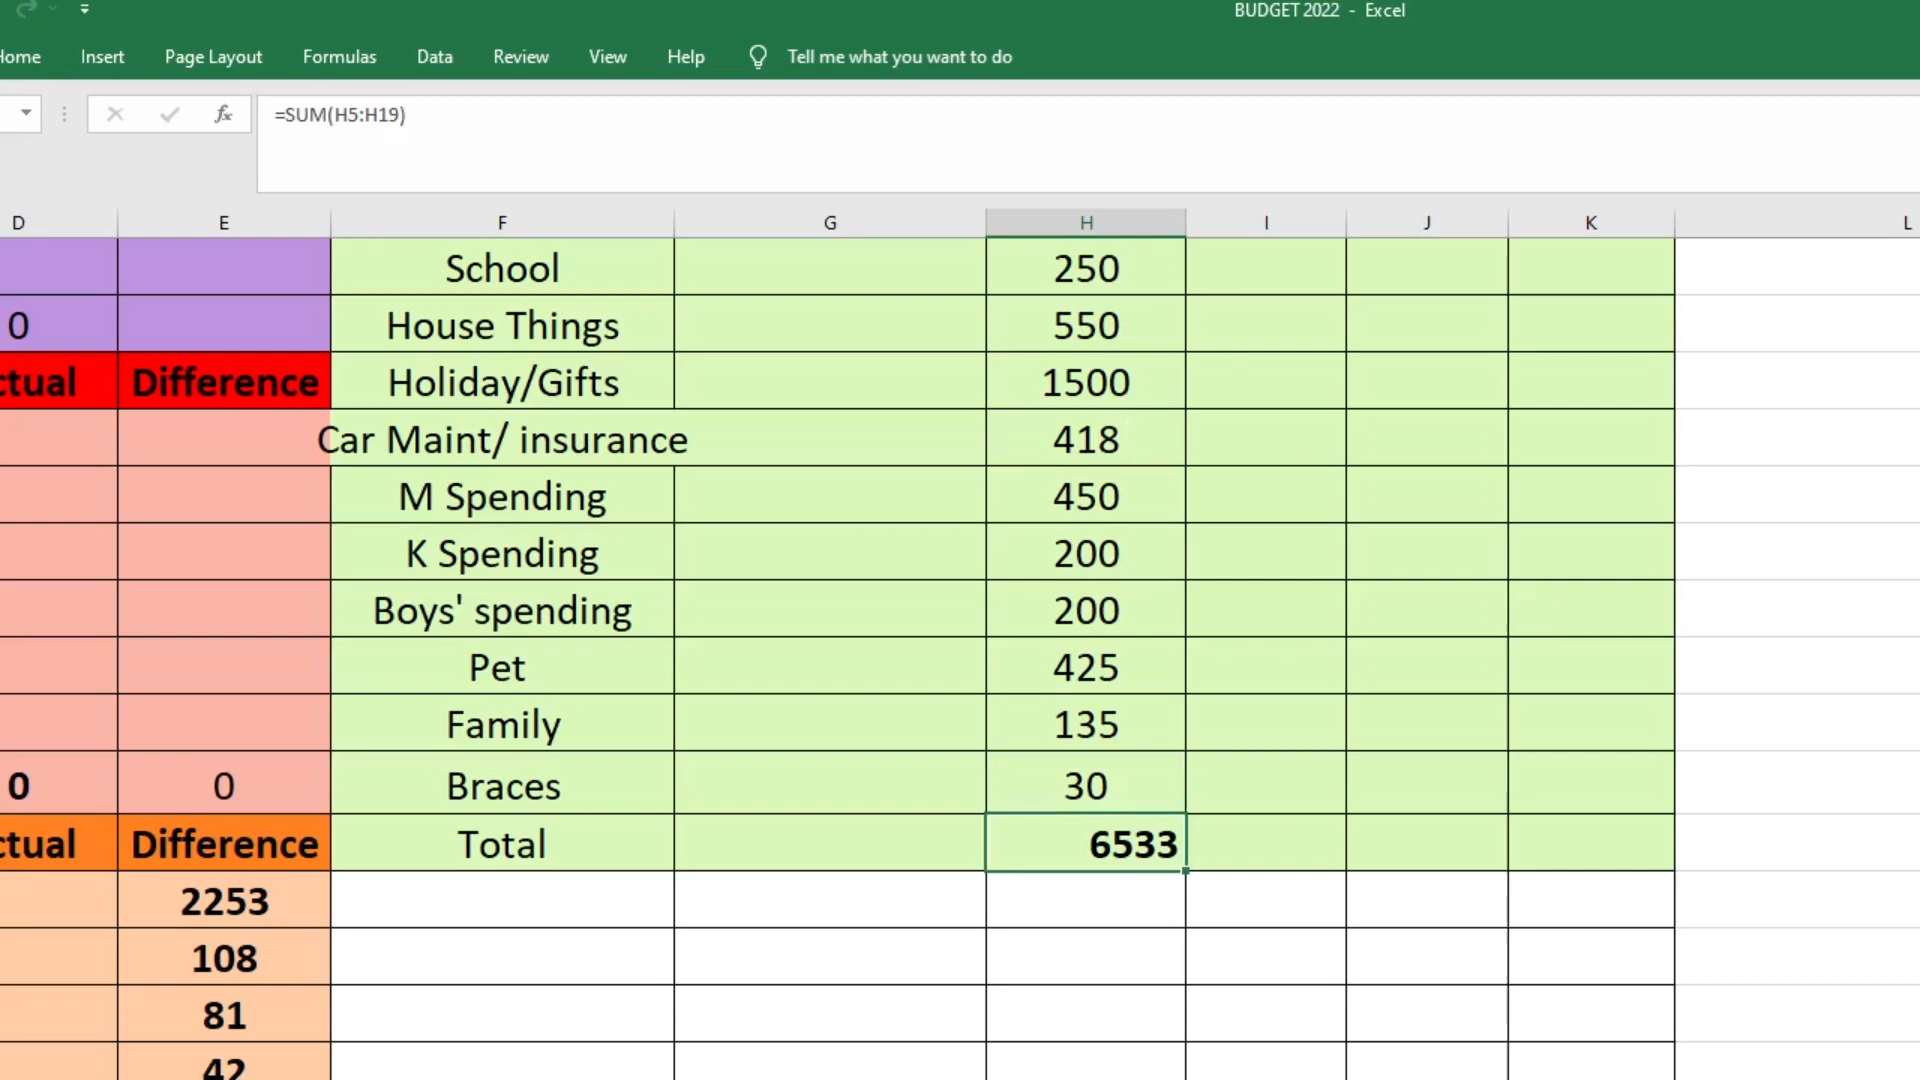 BUDGET 2022 - Excel
Home Insert Page Layout Formulas Data Review View Help Tell me what you want to do
fx =SUM(H5:H19)
D E F G H I J K L
School 250
0 House Things 550
ctual Difference Holiday/Gifts 1500
Car Maint/ insurance 418
M Spending 450
K Spending 200
Boys' spending 200
Pet 425
Family 135
0 0 Braces 30
ctual Difference Total 6533
2253
108
81
42